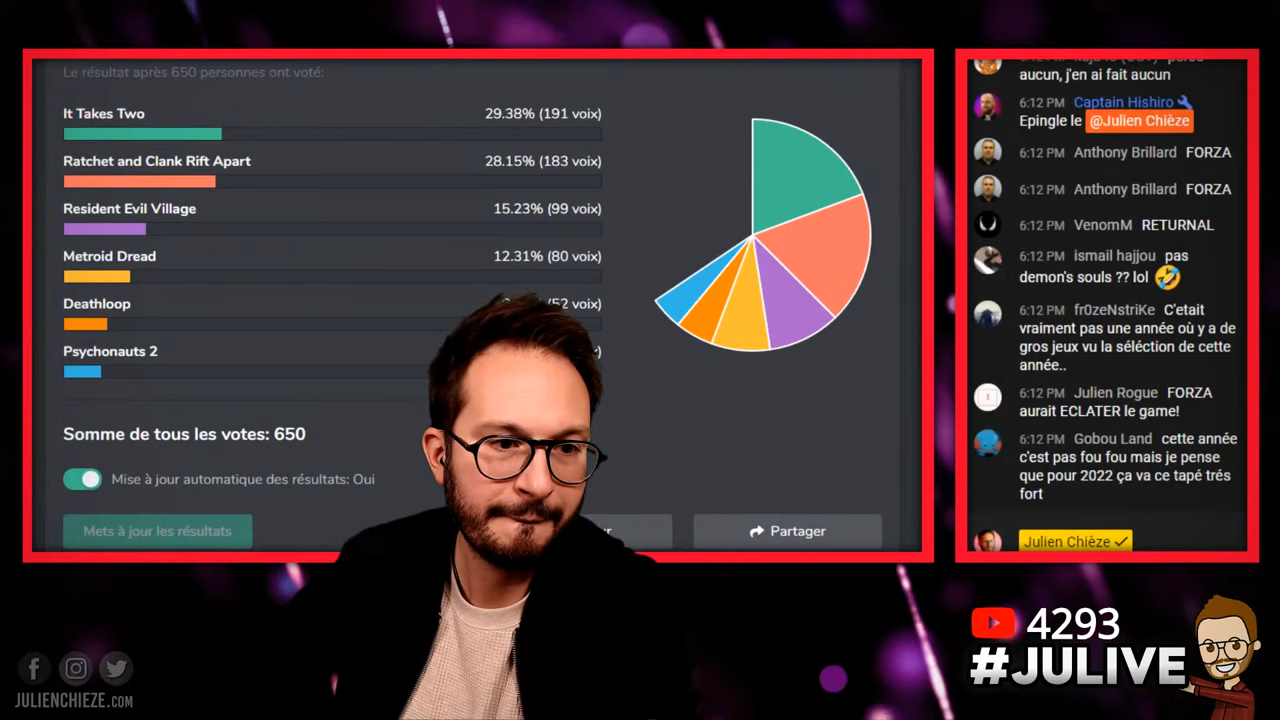 Le résultat après 650 personnes ont voté:
It Takes Two 29.38% (191 voix)
Ratchet and Clank Rift Apart 28.15% (183 voix)
Resident Evil Village 15.23% (99 voix)
Metroid Dread 12.31% (80 voix)
Deathloop (52 voix)
Psychonauts 2
Somme de tous les votes: 650
Mise à jour automatique des résultats: Oui
Mets à jour les résultats
Partager
aucun, j'en ai fait aucun
6:12 PM Captain Hishiro
Epingle le @Julien Chièze
6:12 PM Anthony Brillard FORZA
6:12 PM Anthony Brillard FORZA
6:12 PM VenomM RETURNAL
6:12 PM ismail hajjou pas
demon's souls ?? lol
6:12 PM fr0zeNstriKe C'etait
vraiment pas une année où y a de
gros jeux vu la séléction de cette
année..
6:12 PM Julien Rogue FORZA
aurait ECLATER le game!
6:12 PM Gobou Land cette année
c'est pas fou fou mais je pense
que pour 2022 ça va ce tapé trés
fort
Julien Chièze
4293
#JULIVE
JULIENCHIEZE.COM